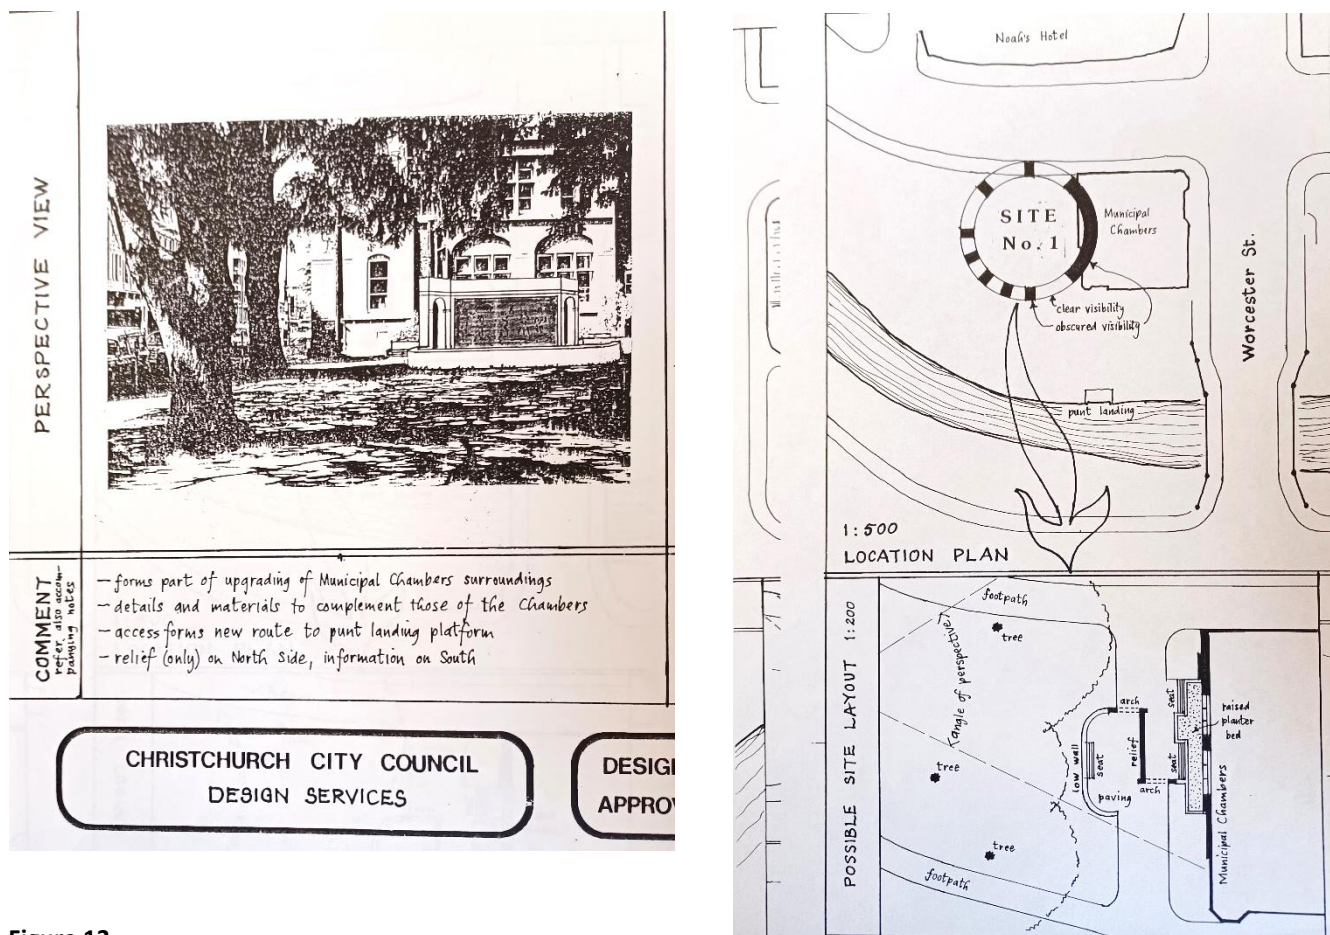 PERSPECTIVE VIEW
COMMENT
refer also accom-
panying notes
– forms part of upgrading of Municipal Chambers surroundings
– details and materials to complement those of the Chambers
– access forms new route to punt landing platform
– relief (only) on North Side, information on South
CHRISTCHURCH CITY COUNCIL
DESIGN SERVICES
DESIG
APPRO
Noah's Hotel
SITE
No. 1
Municipal
Chambers
clear visibility
obscured visibility
Worcester St.
punt landing
1:500
LOCATION PLAN
POSSIBLE SITE LAYOUT 1:200
footpath
tree
angle of perspective
arch
seat
raised
planter
bed
low wall
seat
relief
seat
tree
arch
paving
tree
footpath
Municipal Chambers